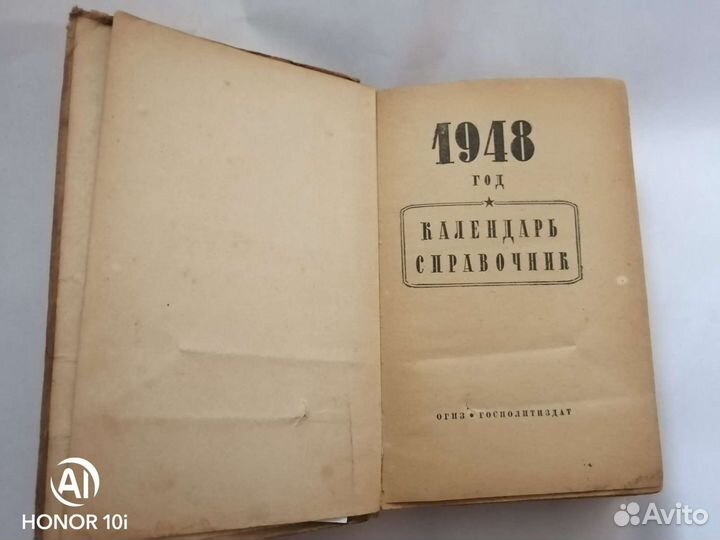 1948
ГОД
КАЛЕНДАРЬ
СПРАВОЧНИК
ОГИЗ • ГОСПОЛИТИЗДАТ
AI
HONOR 10i
Avito